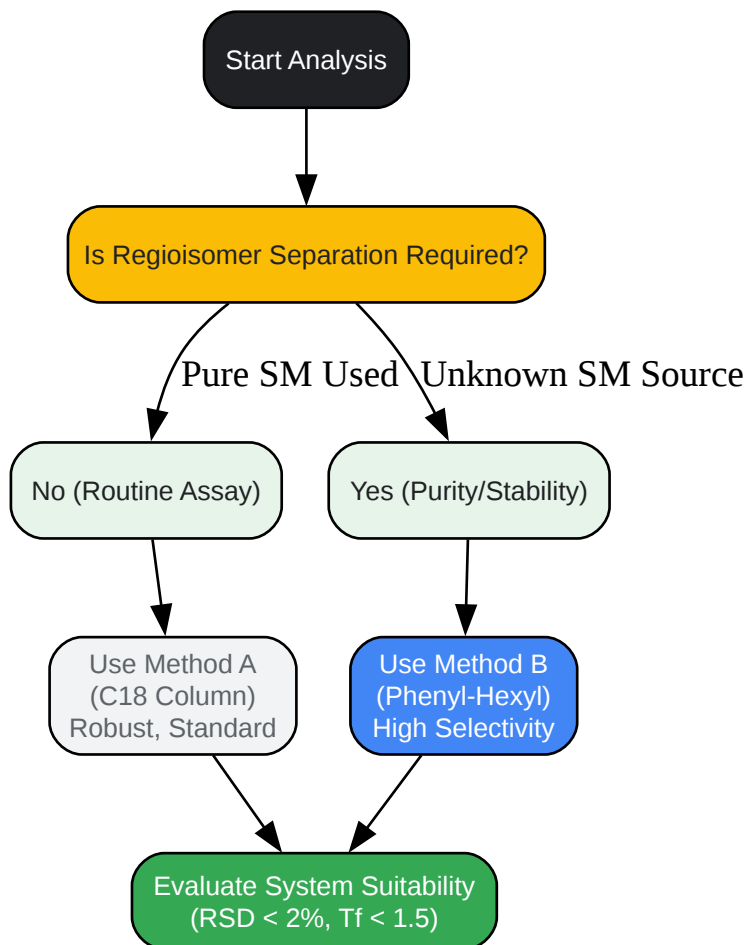 Start Analysis
Is Regioisomer Separation Required?
Pure SM Used
Unknown SM Source
No (Routine Assay)
Yes (Purity/Stability)
Use Method A
(C18 Column)
Robust, Standard
Use Method B
(Phenyl-Hexyl)
High Selectivity
Evaluate System Suitability
(RSD < 2%, Tf < 1.5)